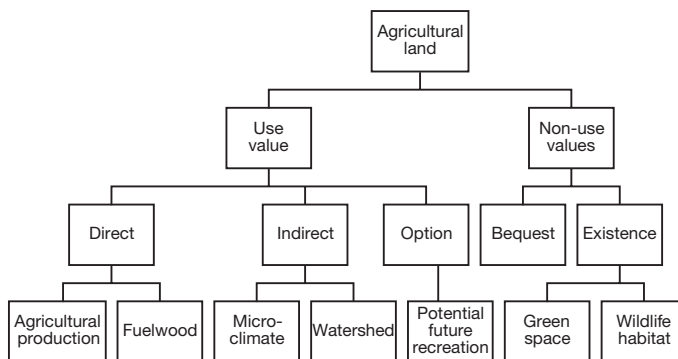 Agricultural
land
Use
value
Non-use
values
Direct
Indirect
Option
Bequest
Existence
Agricultural
production
Fuelwood
Micro-
climate
Watershed
Potential
future
recreation
Green
space
Wildlife
habitat